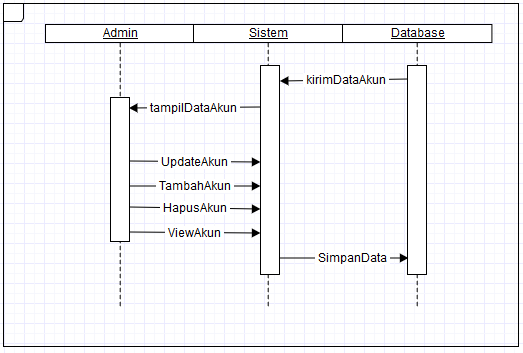 Admin Sistem Database
kirimDataAkun
tampilDataAkun
UpdateAkun
TambahAkun
HapusAkun
ViewAkun
SimpanData